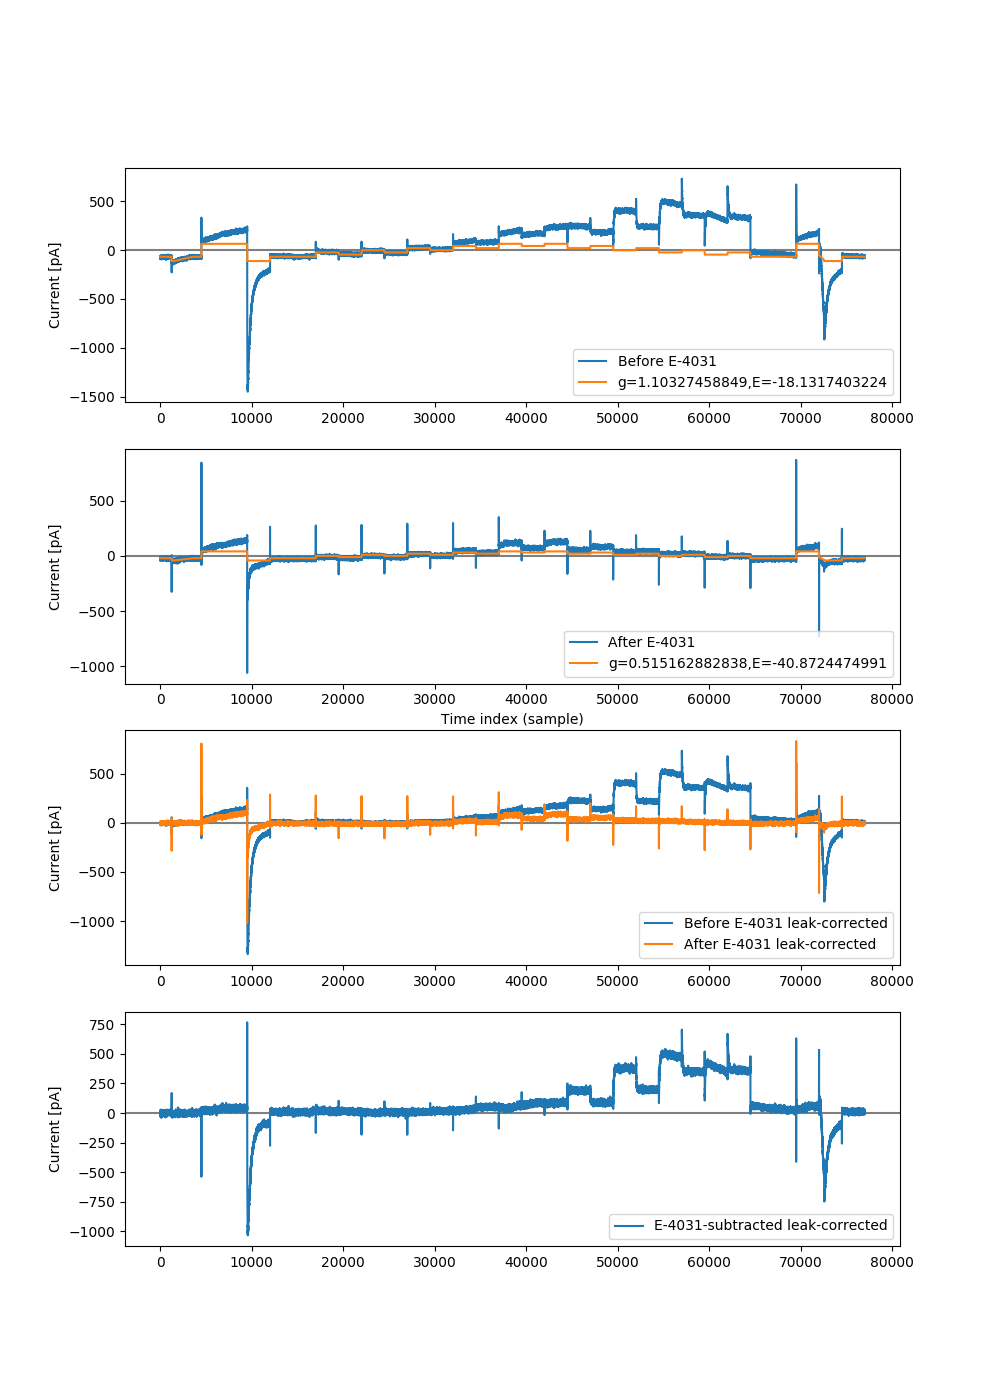 500
0
−500
−1000
−1500
Current [pA]
Before E-4031
g=1.10327458849,E=-18.1317403224
0 10000 20000 30000 40000 50000 60000 70000 80000
500
0
−500
−1000
Current [pA]
After E-4031
g=0.515162882838,E=-40.8724474991
0 10000 20000 30000 40000 50000 60000 70000 80000
Time index (sample)
500
0
−500
−1000
Current [pA]
Before E-4031 leak-corrected
After E-4031 leak-corrected
0 10000 20000 30000 40000 50000 60000 70000 80000
750
500
250
0
−250
−500
−750
−1000
Current [pA]
E-4031-subtracted leak-corrected
0 10000 20000 30000 40000 50000 60000 70000 80000